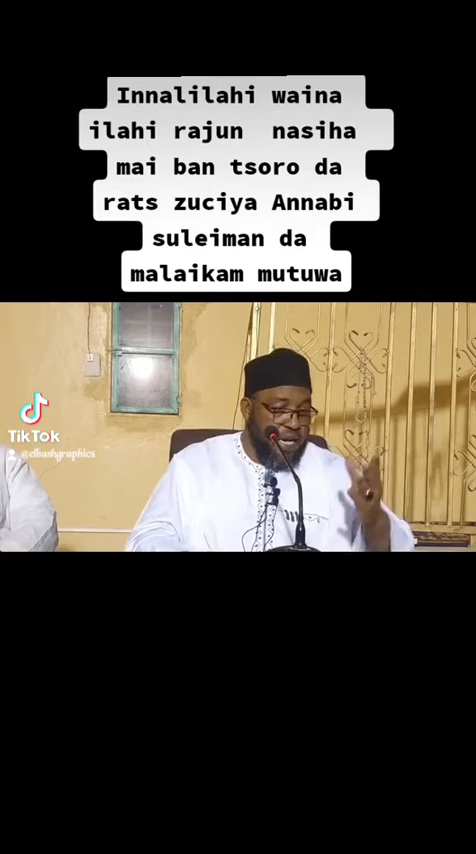 Innalilahi waina
ilahi rajun nasiha
mai ban tsoro da
rats zuciya Annabi
suleiman da
malaikam mutuwa
TikTok
@elbashgraphics